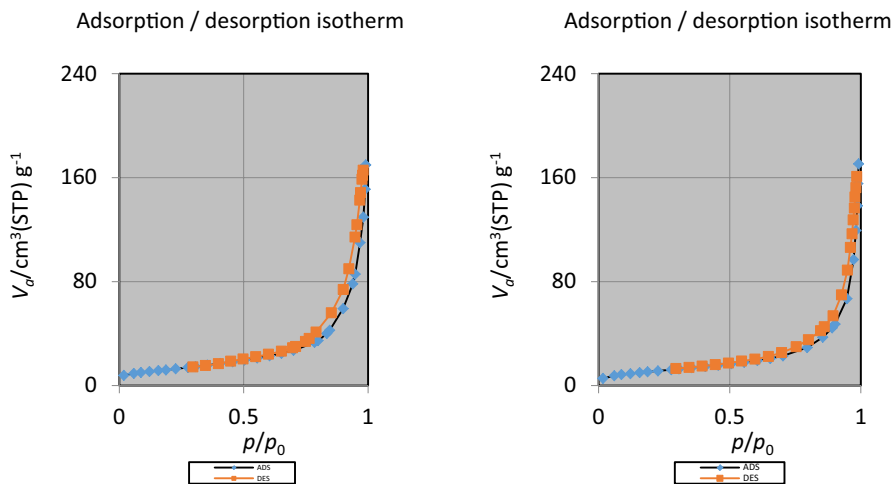 Adsorption / desorption isotherm
240
160
80
0
0 0.5 1
Vₐ/cm³(STP) g⁻¹
p/p₀
ADS
DES
Adsorption / desorption isotherm
240
160
80
0
0 0.5 1
Vₐ/cm³(STP) g⁻¹
p/p₀
ADS
DES